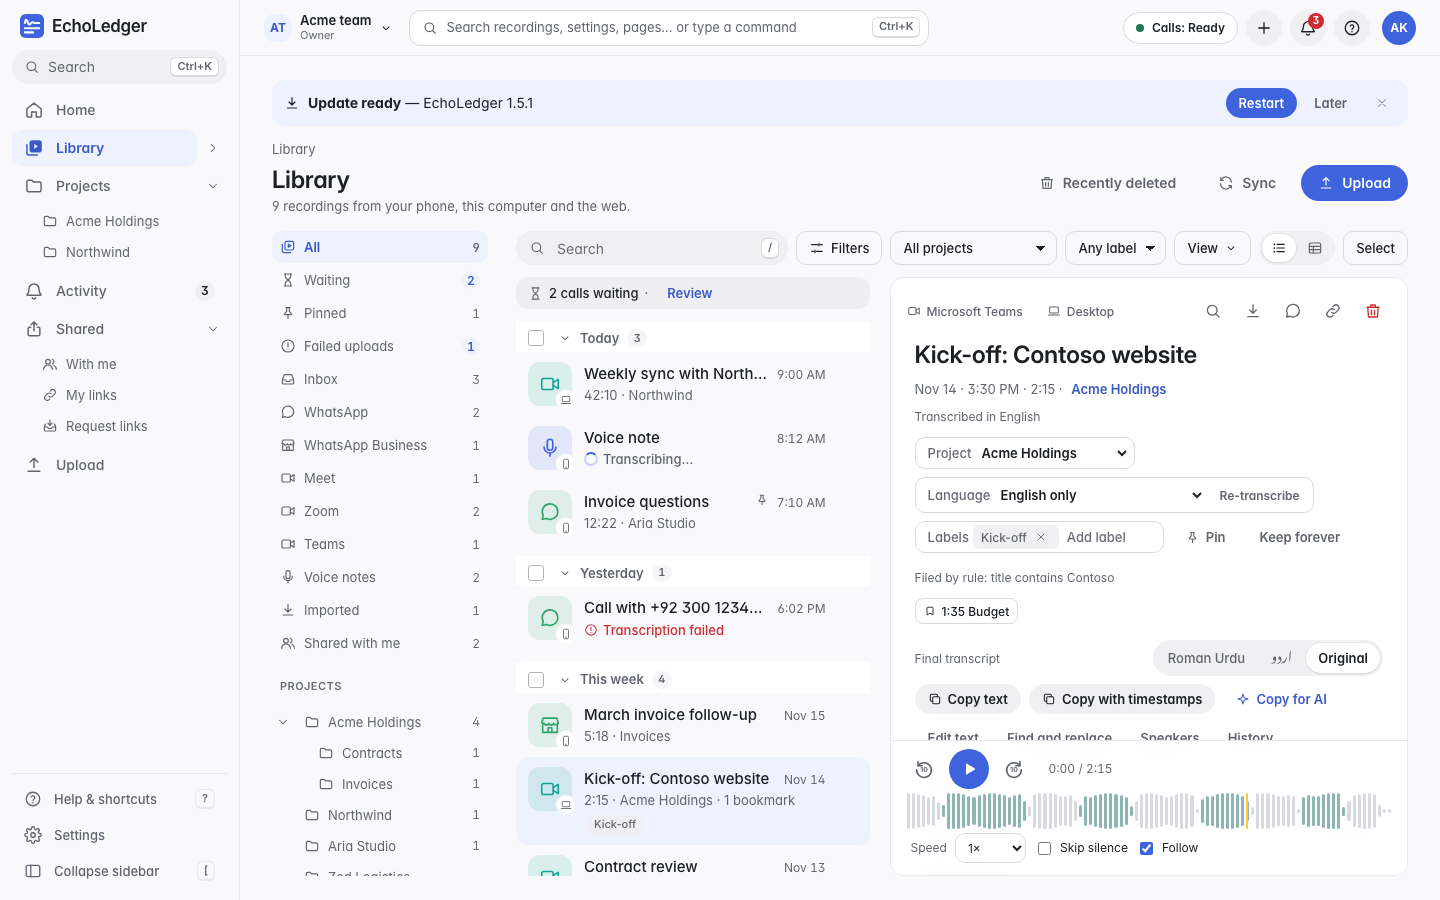 EchoLedger
Search Ctrl+K
Home
Library
Projects
Acme Holdings
Northwind
Activity 3
Shared
With me
My links
Request links
Upload
Help & shortcuts ?
Settings
Collapse sidebar [
AT Acme team
Owner
Search recordings, settings, pages... or type a command Ctrl+K
Calls: Ready
3
AK
Update ready — EchoLedger 1.5.1
Restart Later
Library
Library
9 recordings from your phone, this computer and the web.
Recently deleted Sync Upload
All 9
Waiting 2
Pinned 1
Failed uploads 1
Inbox 3
WhatsApp 2
WhatsApp Business 1
Meet 1
Zoom 2
Teams 1
Voice notes 2
Imported 1
Shared with me 2
PROJECTS
Acme Holdings 4
Contracts 1
Invoices 1
Northwind 1
Aria Studio 1
Zed Logistics
Search / Filters All projects Any label View Select
2 calls waiting · Review
Today 3
Weekly sync with North... 9:00 AM
42:10 · Northwind
Voice note 8:12 AM
Transcribing...
Invoice questions 7:10 AM
12:22 · Aria Studio
Yesterday 1
Call with +92 300 1234... 6:02 PM
Transcription failed
This week 4
March invoice follow-up Nov 15
5:18 · Invoices
Kick-off: Contoso website Nov 14
2:15 · Acme Holdings · 1 bookmark
Kick-off
Contract review Nov 13
Microsoft Teams Desktop
Kick-off: Contoso website
Nov 14 · 3:30 PM · 2:15 · Acme Holdings
Transcribed in English
Project Acme Holdings
Language English only Re-transcribe
Labels Kick-off Add label Pin Keep forever
Filed by rule: title contains Contoso
1:35 Budget
Final transcript Roman Urdu اردو Original
Copy text Copy with timestamps Copy for AI
Edit text Find and replace Speakers History
10 10 0:00 / 2:15
Speed 1× Skip silence Follow